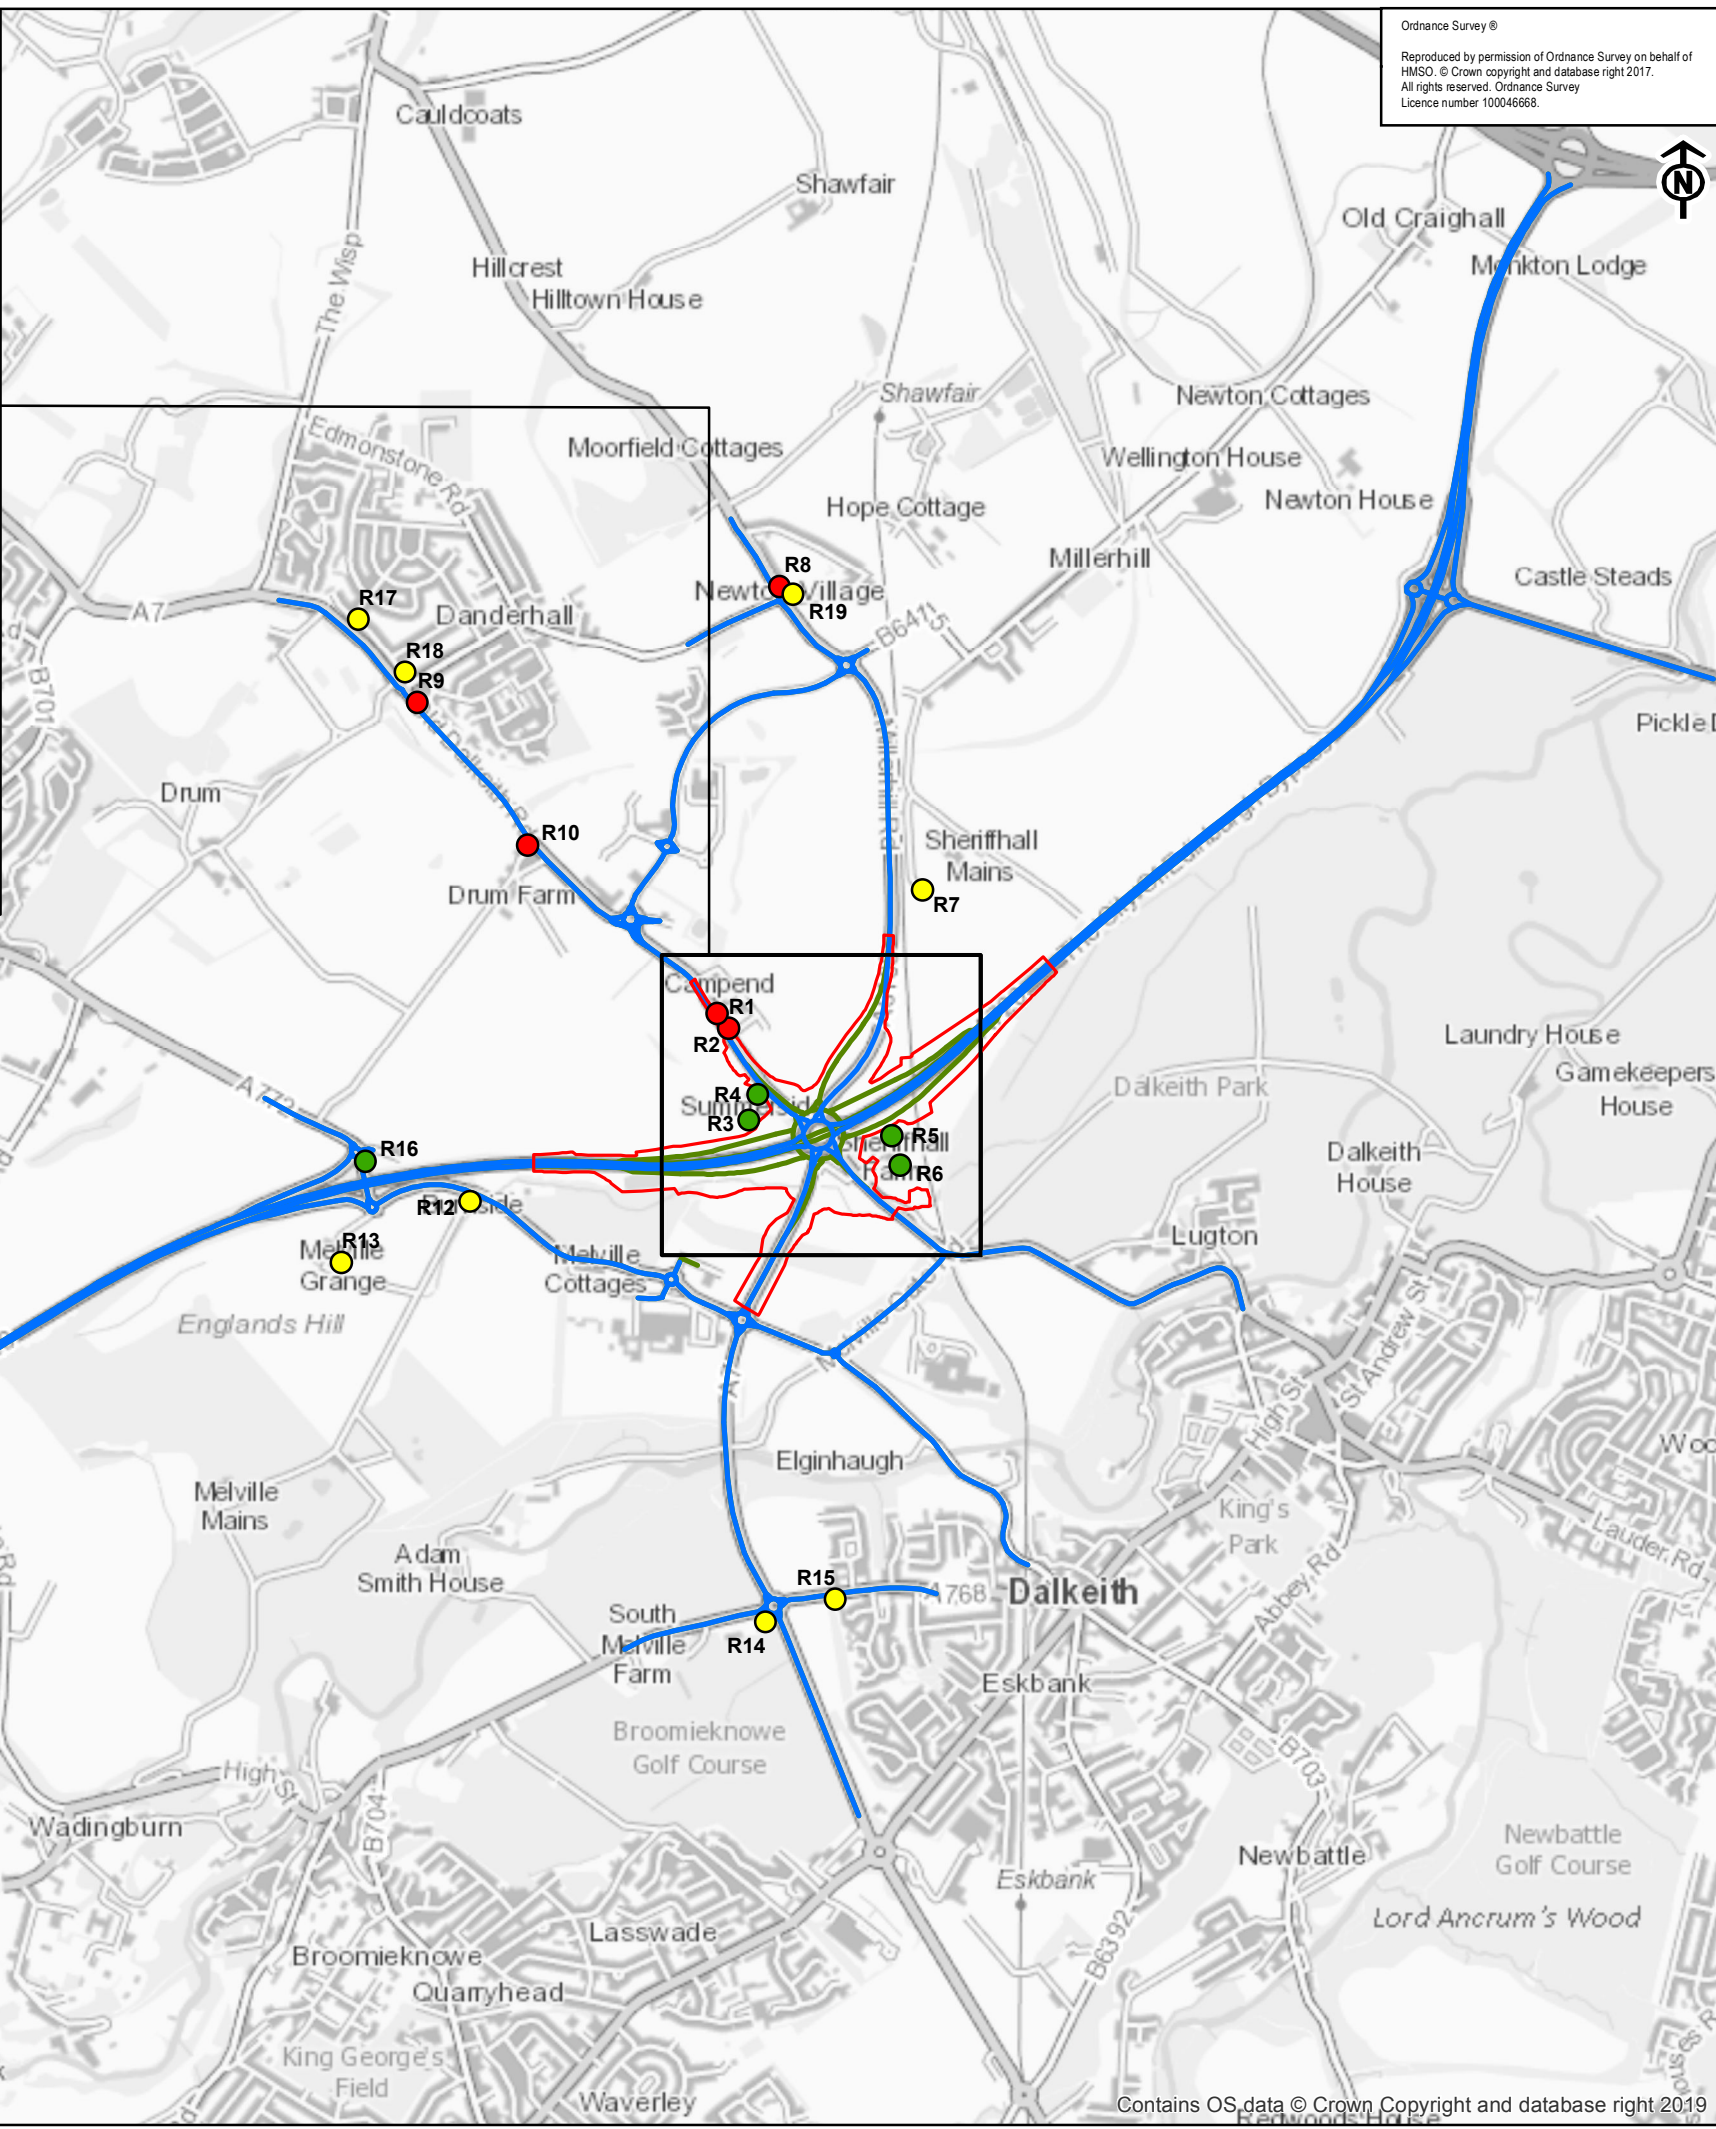 Ordnance Survey ®
Reproduced by permission of Ordnance Survey on behalf of
HMSO. © Crown copyright and database right 2017.
All rights reserved. Ordnance Survey
Licence number 100046668.
N
Cauldcoats
Shawfair
Old Craighall
Monkton Lodge
The Wisp
Hillcrest
Hilltown House
Shawfair
Newton Cottages
Edmonstone Rd
Moorfield Cottages
Wellington House
Hope Cottage
Newton House
Millerhill
R8
Castle Steads
Newton Village
R17
R19
A7
Danderhall
B6415
R18
B701
R9
Drum
R10
Sheriffhall
Mains
Drum Farm
R7
Campend
R1
R2
Laundry House
A772
Dalkeith Park
Gamekeepers
House
R4
Summerside
R3
R5
Sheriffhall
R16
R6
Dalkeith
House
R12
Lugton
R13
Melville
Grange
Melville
Cottages
Englands Hill
St Andrew St
High St
Elginhaugh
Melville
Mains
King's
Park
Lauder Rd
Adam
Smith House
Abbey Rd
R15
A768
Dalkeith
South
Melville
Farm
R14
Eskbank
Broomieknowe
Golf Course
B703
High St
B704
Wadingburn
Newbattle
Newbattle
Golf Course
Eskbank
Lord Ancrum's Wood
Lasswade
B6392
Broomieknowe
Quarryhead
King George's
Field
Waverley
Contains OS data © Crown Copyright and database right 2019
Redwoods House